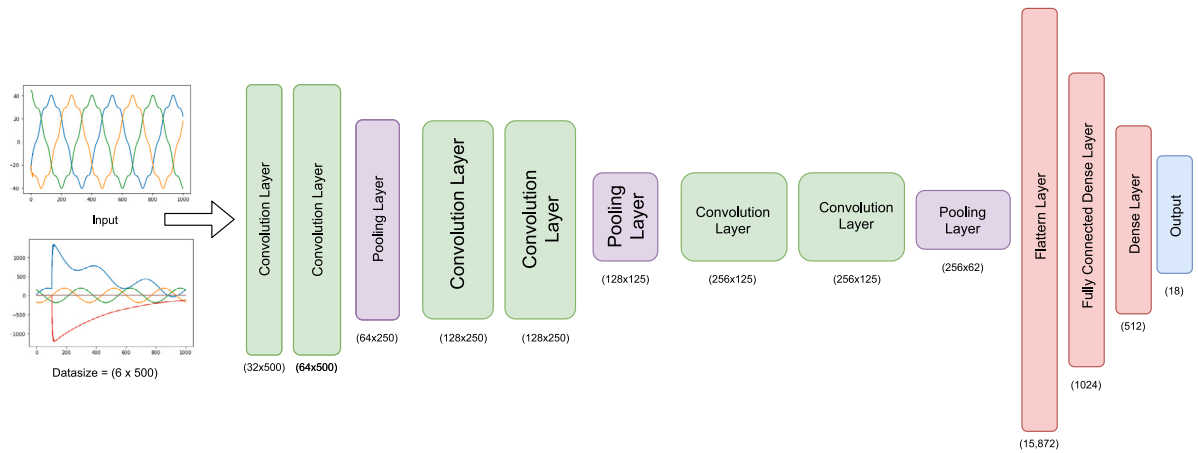 40
20
0
−20
−40
0
200
400
600
800
1000
Input
1000
500
0
−500
−1000
0
200
400
600
800
1000
Datasize = (6 x 500)
Convolution Layer
(32x500)
Convolution Layer
(64x500)
Pooling Layer
(64x250)
Convolution Layer
(128x250)
Convolution
Layer
(128x250)
Pooling
Layer
(128x125)
Convolution
Layer
(256x125)
Convolution
Layer
(256x125)
Pooling
Layer
(256x62)
Flattern Layer
(15,872)
Fully Connected Dense Layer
(1024)
Dense Layer
(512)
Output
(18)